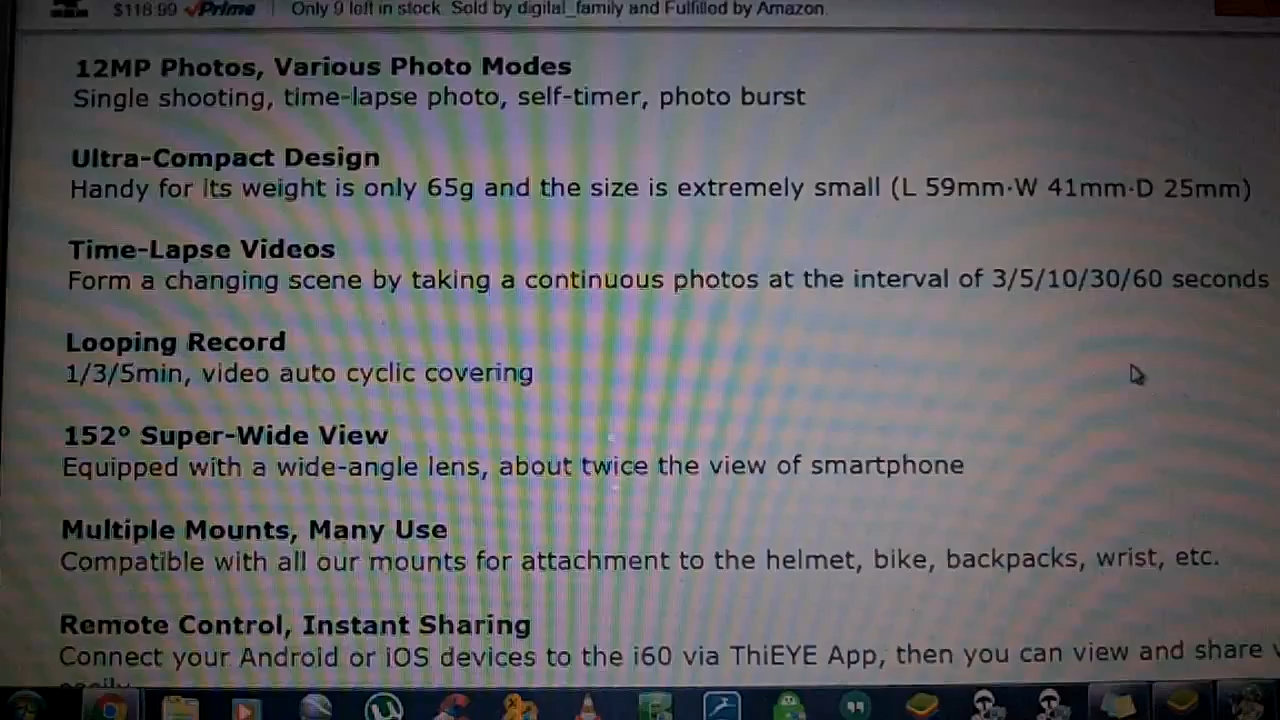 $118.99 Prime Only 9 left in stock. Sold by digital_family and Fulfilled by Amazon.
12MP Photos, Various Photo Modes
Single shooting, time-lapse photo, self-timer, photo burst
Ultra-Compact Design
Handy for its weight is only 65g and the size is extremely small (L 59mm·W 41mm·D 25mm)
Time-Lapse Videos
Form a changing scene by taking a continuous photos at the interval of 3/5/10/30/60 seconds
Looping Record
1/3/5min, video auto cyclic covering
152° Super-Wide View
Equipped with a wide-angle lens, about twice the view of smartphone
Multiple Mounts, Many Use
Compatible with all our mounts for attachment to the helmet, bike, backpacks, wrist, etc.
Remote Control, Instant Sharing
Connect your Android or iOS devices to the i60 via ThiEYE App, then you can view and share